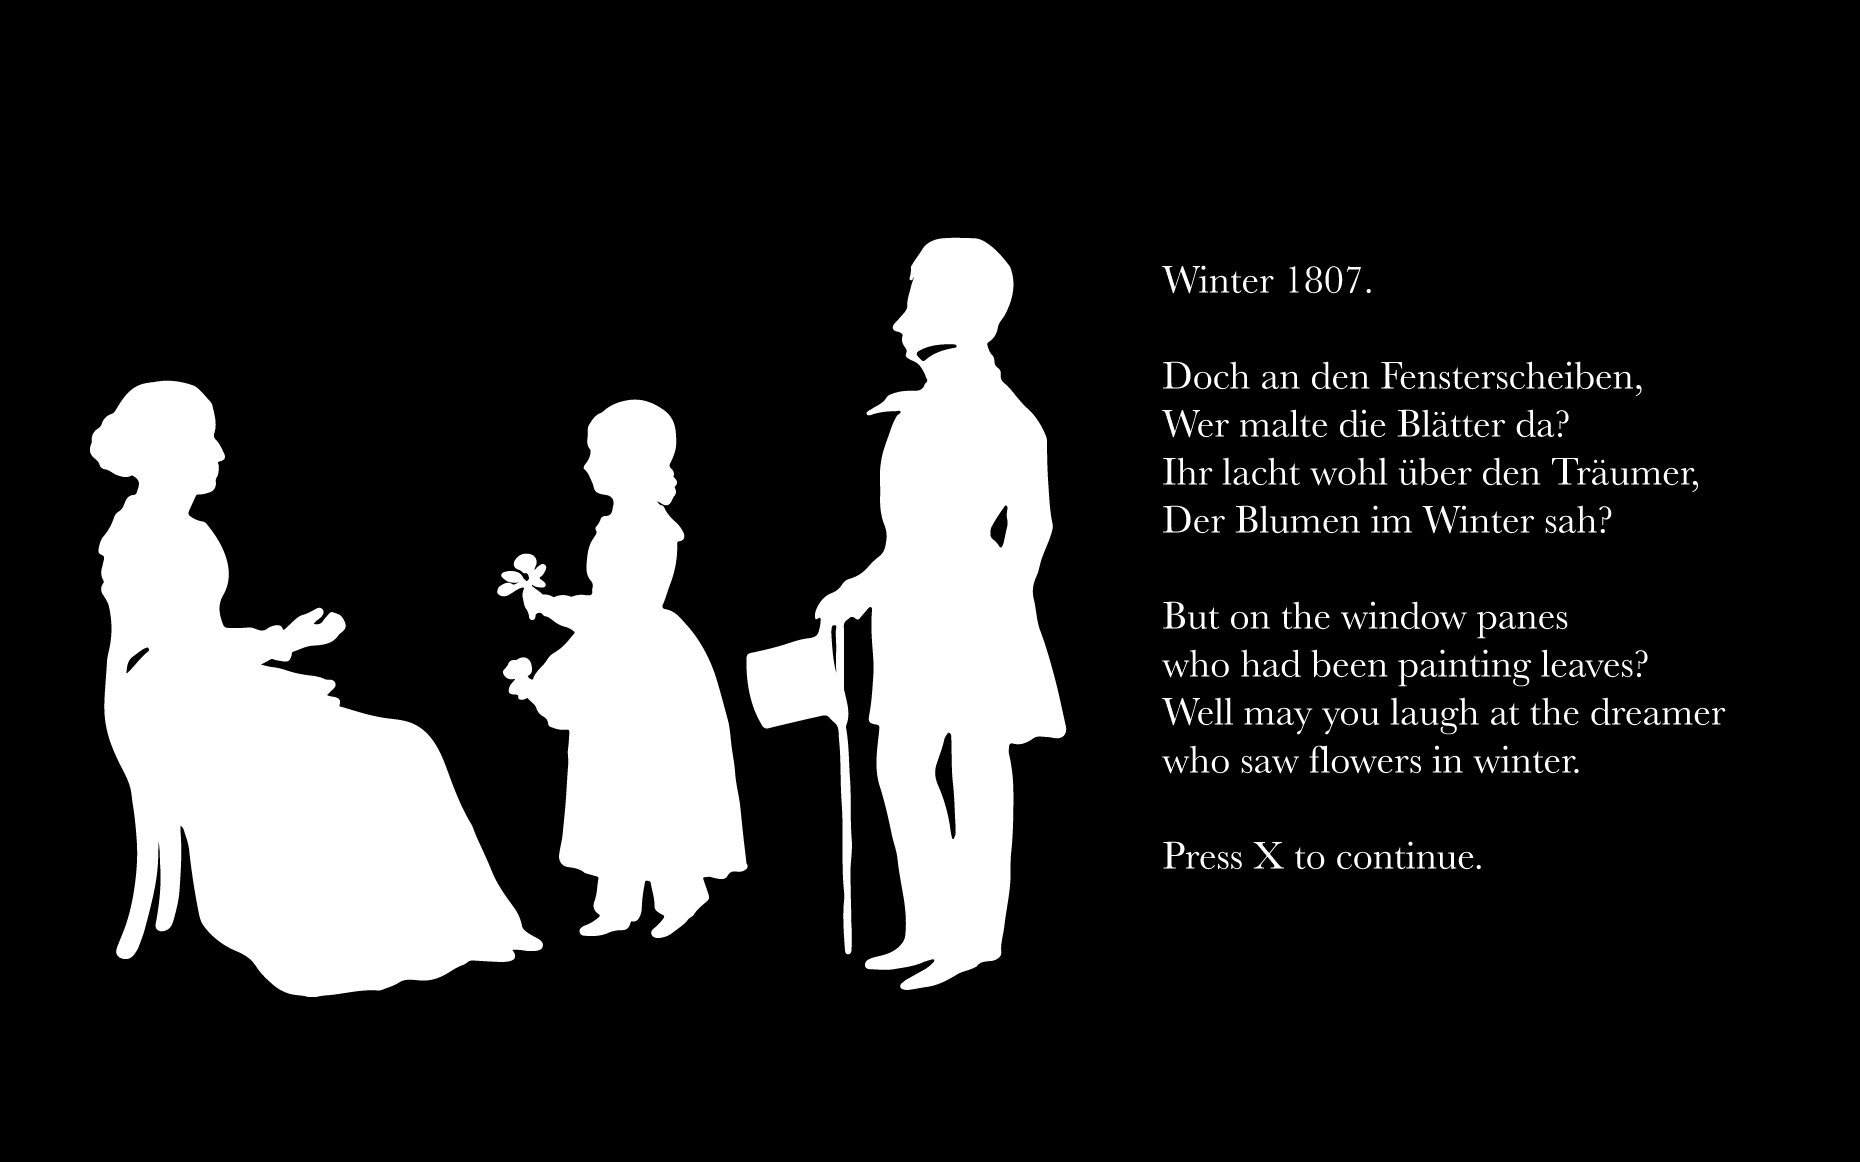 Winter 1807.
Doch an den Fensterscheiben,
Wer malte die Blätter da?
Ihr lacht wohl über den Träumer,
Der Blumen im Winter sah?
But on the window panes
who had been painting leaves?
Well may you laugh at the dreamer
who saw flowers in winter.
Press X to continue.